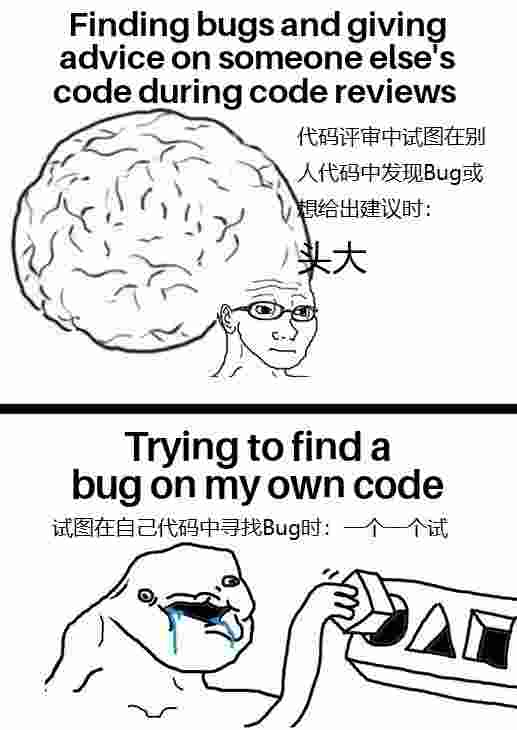 Finding bugs and giving
advice on someone else's
code during code reviews
代码评审中试图在别
人代码中发现Bug或
想给出建议时：
头大
Trying to find a
bug on my own code
试图在自己代码中寻找Bug时：一个一个试